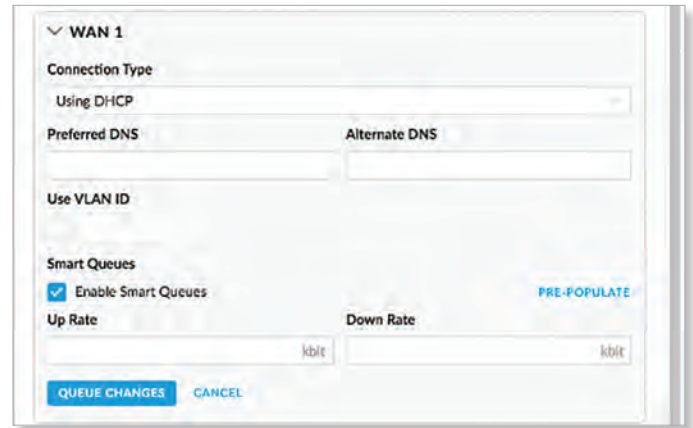 WAN 1
Connection Type
Using DHCP
Preferred DNS Alternate DNS
Use VLAN ID
Smart Queues
Enable Smart Queues PRE-POPULATE
Up Rate Down Rate
kbit kbit
QUEUE CHANGES CANCEL